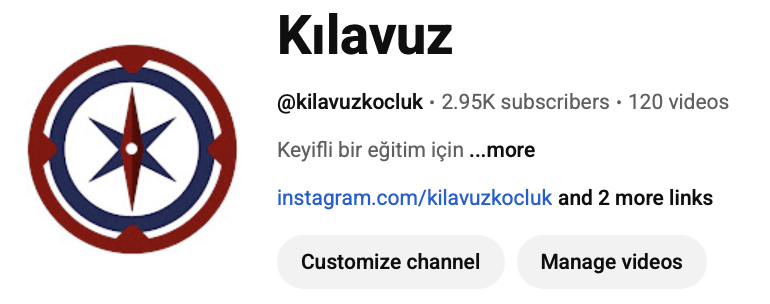 Kılavuz
@kilavuzkocluk • 2.95K subscribers • 120 videos
Keyifli bir eğitim için ...more
instagram.com/kilavuzkocluk and 2 more links
Customize channel Manage videos